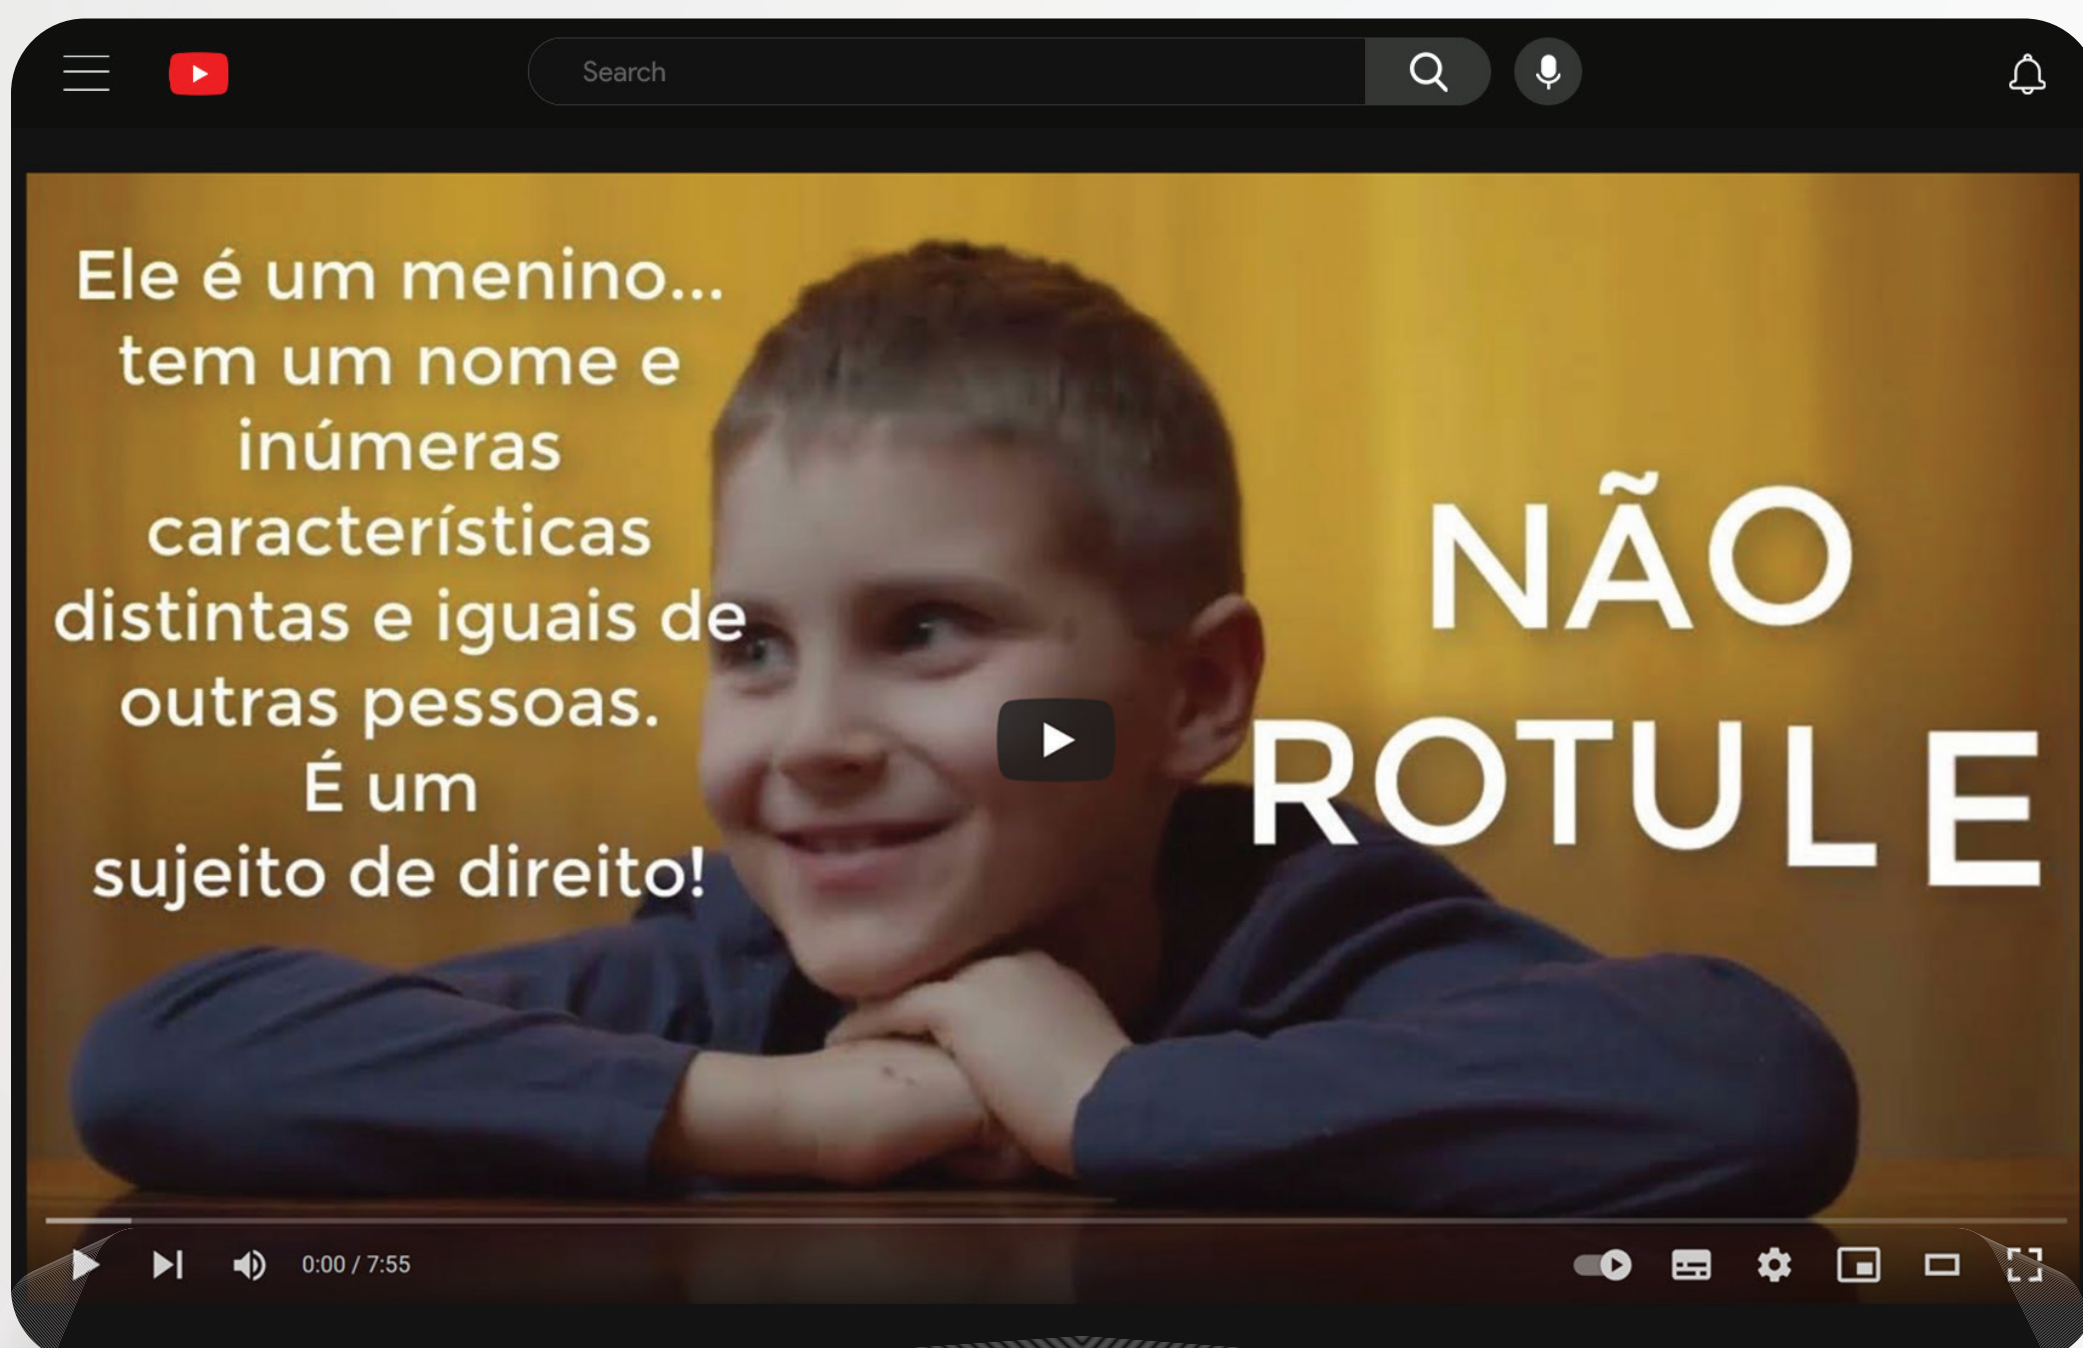 Search
Ele é um menino...
tem um nome e
inúmeras
características
distintas e iguais de
outras pessoas.
É um
sujeito de direito!
NÃO
ROTULE
0:00 / 7:55